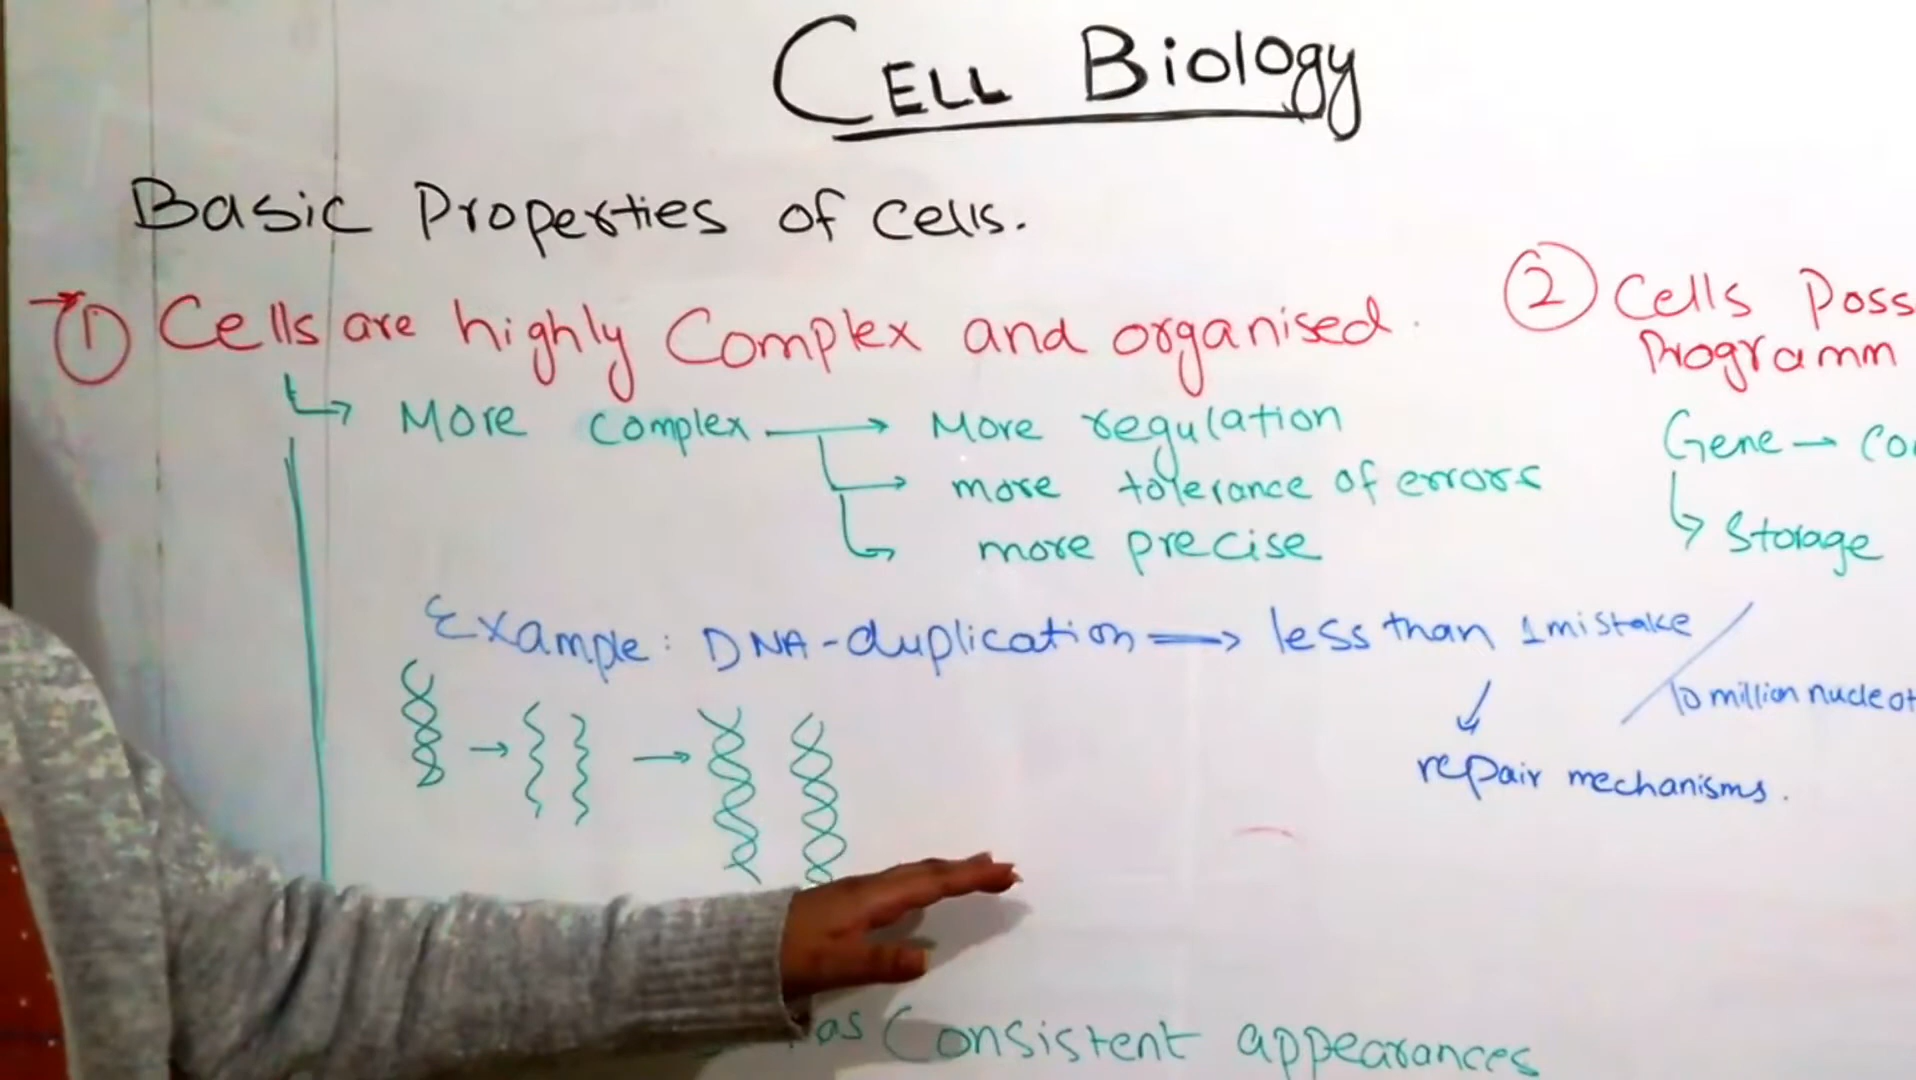 CELL Biology
Basic Properties of cells.
→ ① Cells are highly Complex and organised.
↳ More complex → More regulation
→ more tolerance of errors
↳ more precise
Example: DNA-duplication ⟹ less than 1 mistake / 10 million nucleot
↓
repair mechanisms.
as Consistent appearances
② Cells Poss
Programm
Gene → Co
↳ Storage